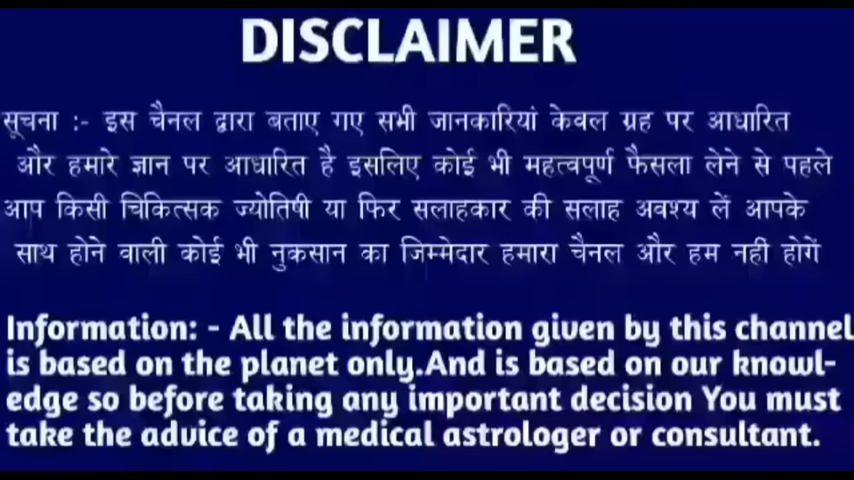 DISCLAIMER
सूचना :- इस चैनल द्वारा बताए गए सभी जानकारियां केवल ग्रह पर आधारित
और हमारे ज्ञान पर आधारित है इसलिए कोई भी महत्वपूर्ण फैसला लेने से पहले
आप किसी चिकित्सक ज्योतिषी या फिर सलाहकार की सलाह अवश्य लें आपके
साथ होने वाली कोई भी नुकसान का जिम्मेदार हमारा चैनल और हम नहीं होगें
Information: - All the information given by this channel
is based on the planet only.And is based on our knowl-
edge so before taking any important decision You must
take the advice of a medical astrologer or consultant.